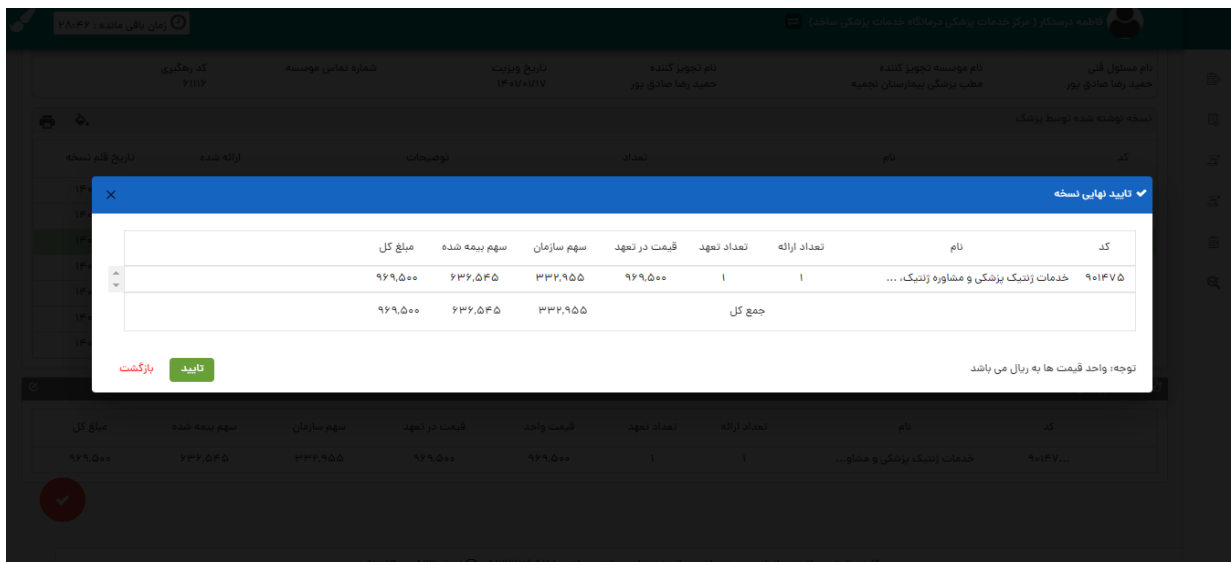 فاطمه درستکار ( مرکز خدمات پزشکی درمانگاه خدمات پزشکی ساخد)
زمان باقی مانده : ۲۸:۴۲
نام مسئول فنی نام موسسه تجویز کننده نام تجویز کننده تاریخ ویزیت شماره تماس موسسه کد رهگیری
حمید رضا صادق پور مطب پزشکی بیمارستان نجمیه حمید رضا صادق پور ۱۴۰۱/۰۱/۱۷ ۶۱۱۱۲
نسخه نوشته شده توسط پزشک
کد نام تعداد توضیحات ارائه شده تاریخ قلم نسخه
تایید نهایی نسخه
کد نام تعداد ارائه تعداد تعهد قیمت در تعهد سهم سازمان سهم بیمه شده مبلغ کل
۹۰۱۴۷۵ خدمات ژنتیک پزشکی و مشاوره ژنتیک، ... ۱ ۱ ۹۶۹,۵۰۰ ۳۳۲,۹۵۵ ۶۳۶,۵۴۵ ۹۶۹,۵۰۰
جمع کل ۳۳۲,۹۵۵ ۶۳۶,۵۴۵ ۹۶۹,۵۰۰
توجه: واحد قیمت ها به ریال می باشد
تایید بازگشت
کد نام تعداد ارائه تعداد تعهد قیمت واحد قیمت در تعهد سهم سازمان سهم بیمه شده مبلغ کل
۹۰۱۴۷... خدمات ژنتیک پزشکی و مشاو... ۱ ۱ ۹۶۹,۵۰۰ ۹۶۹,۵۰۰ ۳۳۲,۹۵۵ ۶۳۶,۵۴۵ ۹۶۹,۵۰۰